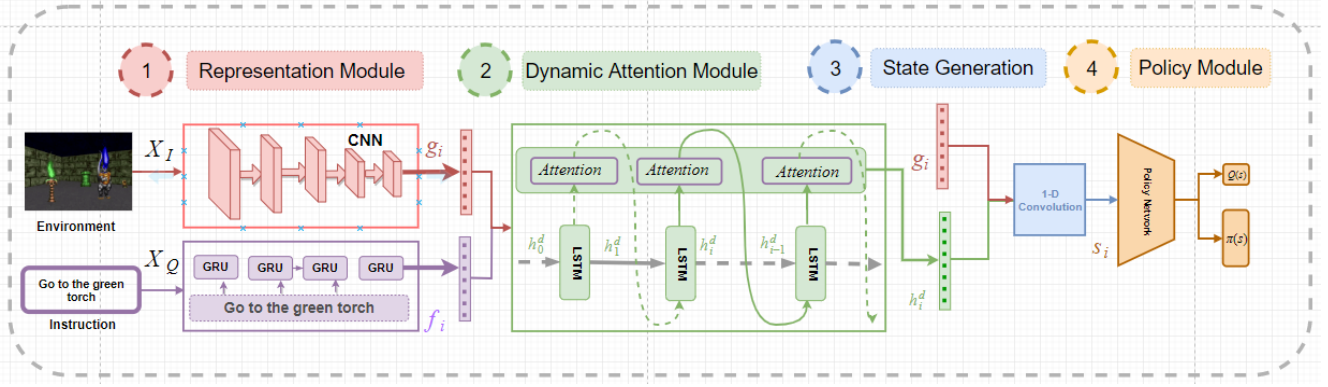 1
Representation Module
2
Dynamic Attention Module
3
State Generation
4
Policy Module
Environment
X_I
CNN
g_i
Go to the green
torch
Instruction
X_Q
GRU
GRU
GRU
GRU
Go to the green torch
f_i
Attention
Attention
Attention
h_0^d
LSTM
h_1^d
LSTM
h_i^d
h_{i-1}^d
LSTM
g_i
h_i^d
1-D
Convolution
s_i
Policy Network
Q(s)
π(s)